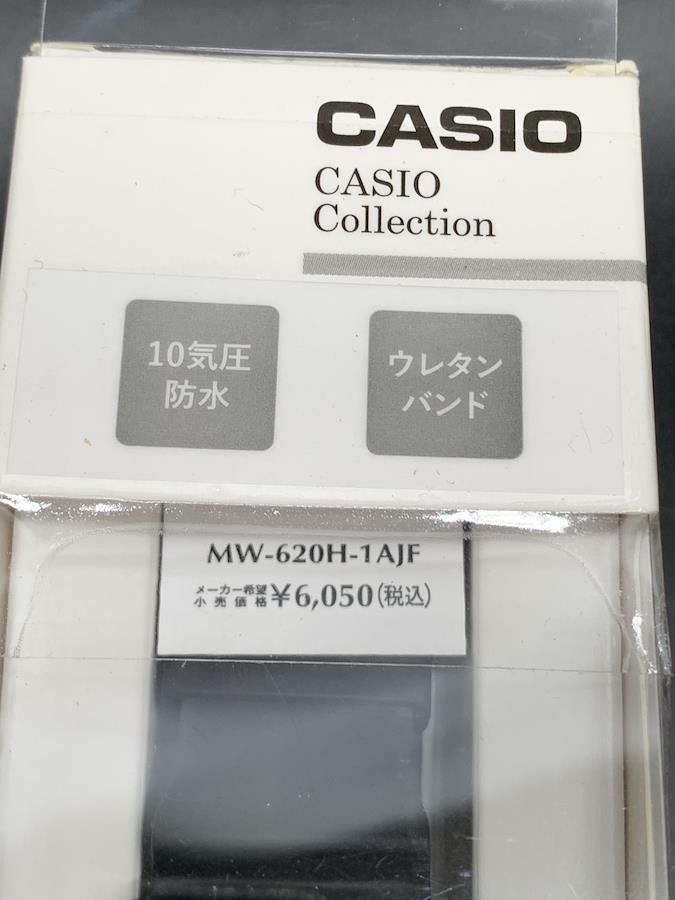 CASIO
CASIO
Collection
10気圧
防水
ウレタン
バンド
MW-620H-1AJF
メーカー希望
小売価格 ¥6,050(税込)